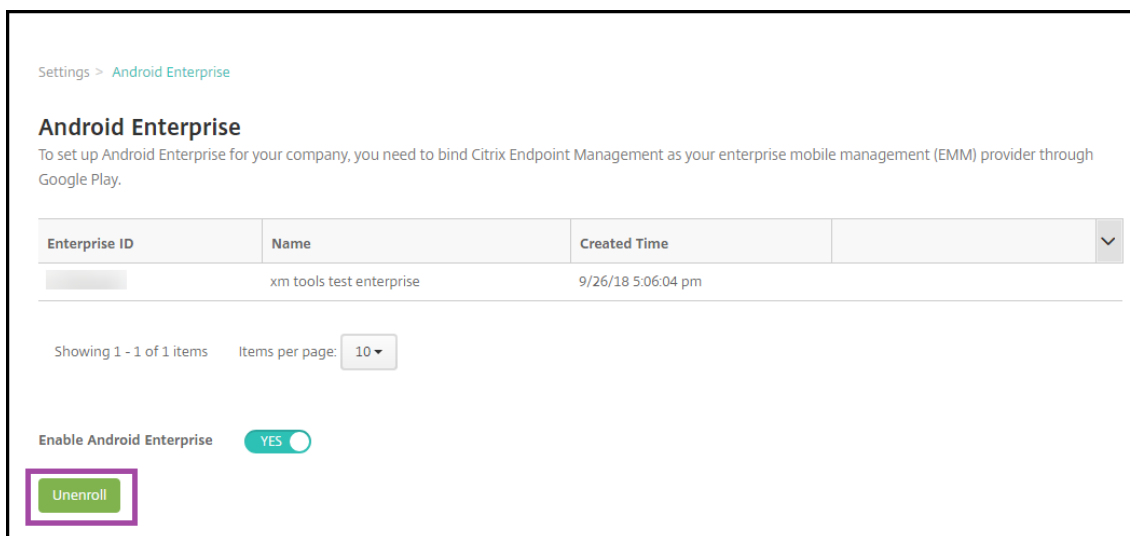 Settings > Android Enterprise
Android Enterprise
To set up Android Enterprise for your company, you need to bind Citrix Endpoint Management as your enterprise mobile management (EMM) provider through
Google Play.
Enterprise ID Name Created Time
xm tools test enterprise 9/26/18 5:06:04 pm
Showing 1 - 1 of 1 items Items per page: 10
Enable Android Enterprise YES
Unenroll